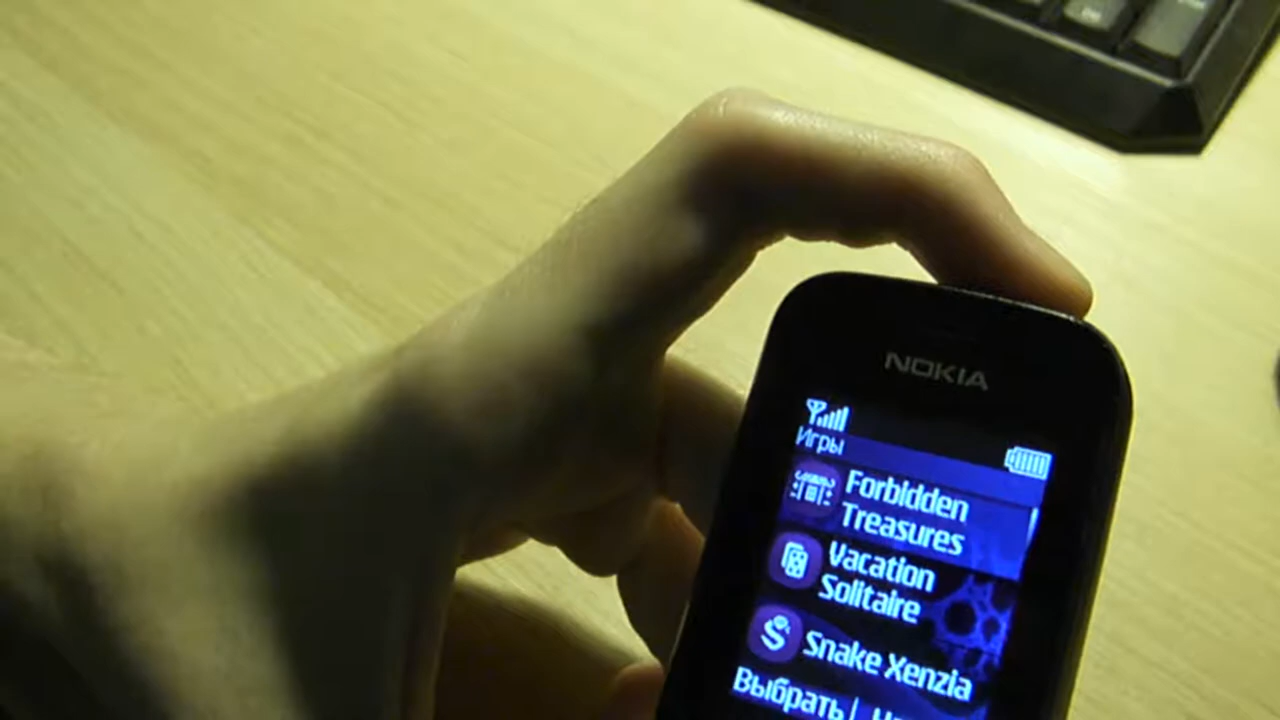 NOKIA
Игры
Forbidden
Treasures
Vacation
Solitaire
Snake Xenzia
Выбрать